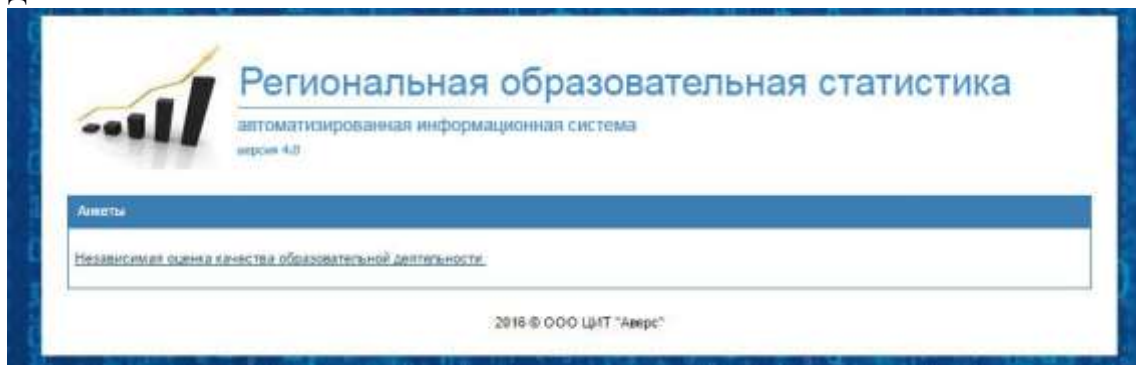 Региональная образовательная статистика
автоматизированная информационная система
версия 4.0
Анкеты
Независимая оценка качества образовательной деятельности
2016 © ООО ЦИТ "Аверс"